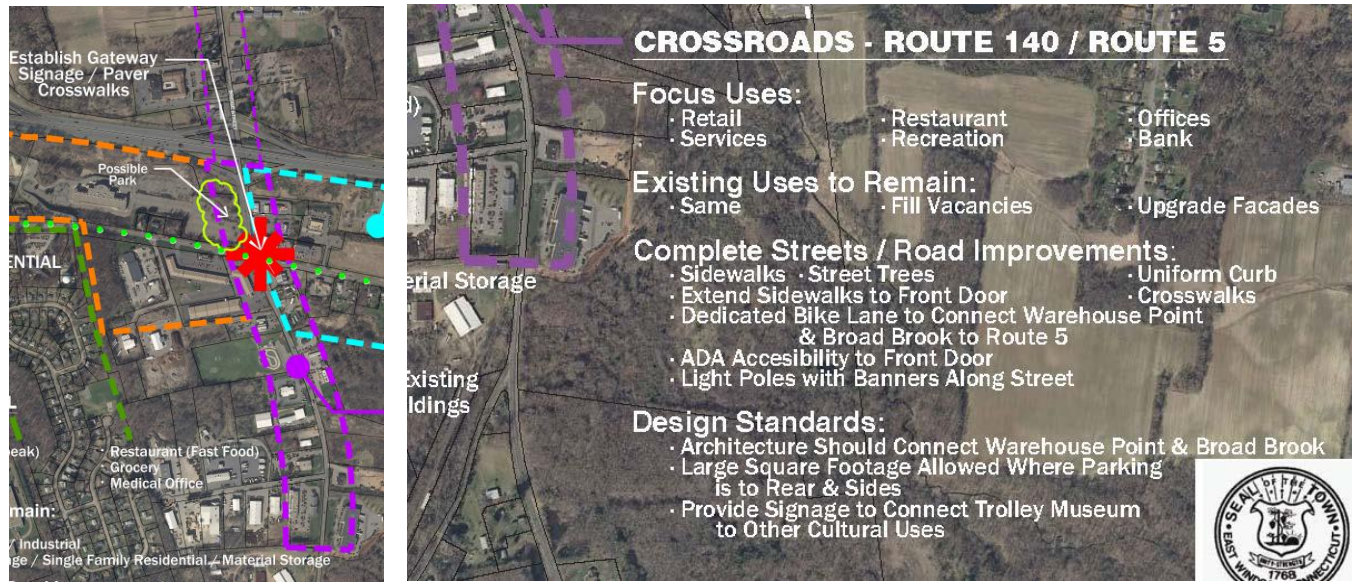 Establish Gateway
Signage / Paver
Crosswalks
Possible
Park
ENTIAL
L
peak)
· Restaurant (Fast Food)
· Grocery
· Medical Office
main:
/ Industrial
age / Single Family Residential / Material Storage
CROSSROADS - ROUTE 140 / ROUTE 5
Focus Uses:
· Retail · Restaurant · Offices
· Services · Recreation · Bank
Existing Uses to Remain:
· Same · Fill Vacancies · Upgrade Facades
Complete Streets / Road Improvements:
· Sidewalks · Street Trees · Uniform Curb
· Extend Sidewalks to Front Door · Crosswalks
· Dedicated Bike Lane to Connect Warehouse Point
& Broad Brook to Route 5
· ADA Accesibility to Front Door
· Light Poles with Banners Along Street
Design Standards:
· Architecture Should Connect Warehouse Point & Broad Brook
· Large Square Footage Allowed Where Parking
is to Rear & Sides
· Provide Signage to Connect Trolley Museum
to Other Cultural Uses
d)
erial Storage
Existing
ldings
SEAL OF THE TOWN
EAST WINDSOR CONNECTICUT
1768